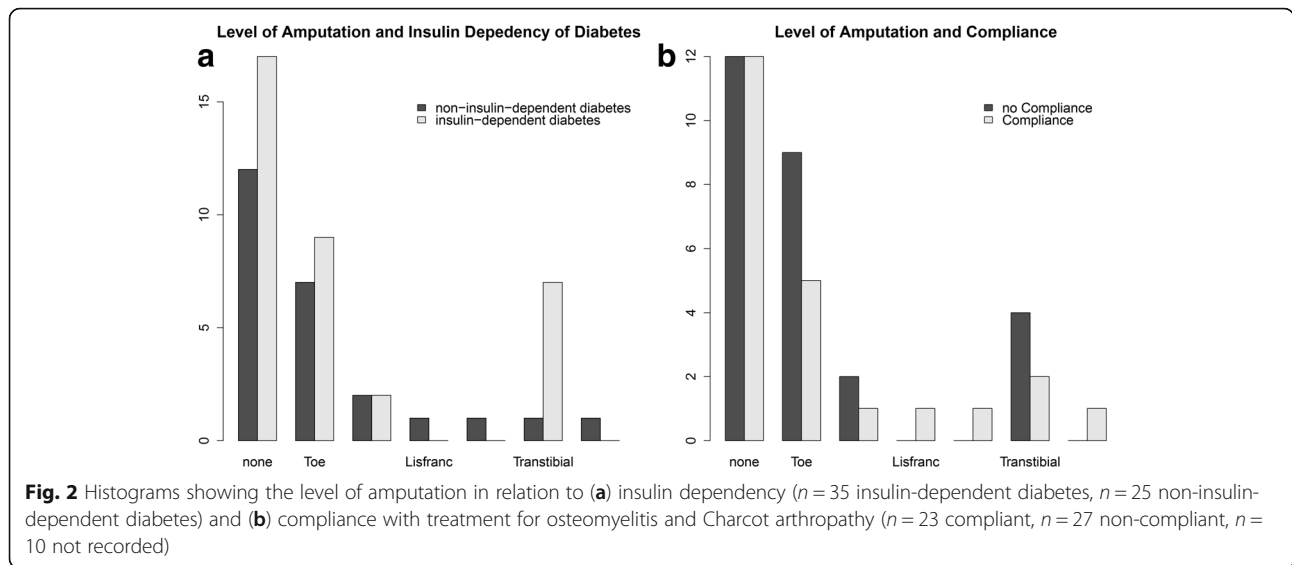 Level of Amputation and Insulin Depedency of Diabetes
a
non-insulin-dependent diabetes
insulin-dependent diabetes
15
10
5
0
none Toe Lisfranc Transtibial
Level of Amputation and Compliance
b
no Compliance
Compliance
12
10
8
6
4
2
0
none Toe Lisfranc Transtibial
Fig. 2 Histograms showing the level of amputation in relation to (a) insulin dependency (n = 35 insulin-dependent diabetes, n = 25 non-insulin-
dependent diabetes) and (b) compliance with treatment for osteomyelitis and Charcot arthropathy (n = 23 compliant, n = 27 non-compliant, n =
10 not recorded)